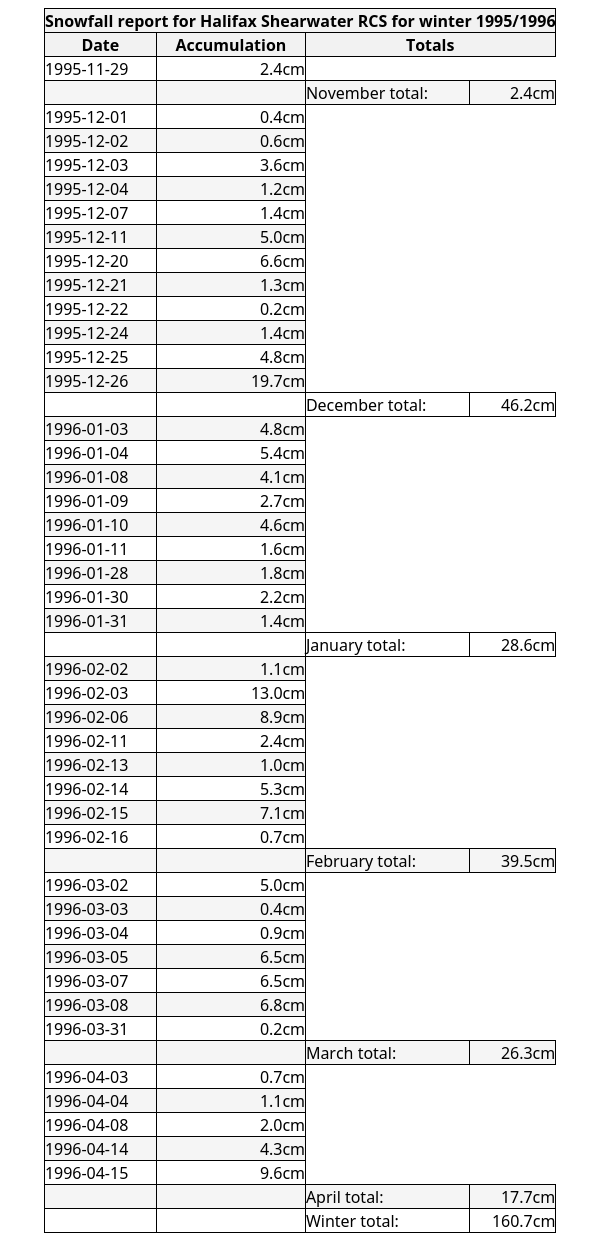 Snowfall report for Halifax Shearwater RCS for winter 1995/1996
Date Accumulation Totals
1995-11-29 2.4cm
November total: 2.4cm
1995-12-01 0.4cm
1995-12-02 0.6cm
1995-12-03 3.6cm
1995-12-04 1.2cm
1995-12-07 1.4cm
1995-12-11 5.0cm
1995-12-20 6.6cm
1995-12-21 1.3cm
1995-12-22 0.2cm
1995-12-24 1.4cm
1995-12-25 4.8cm
1995-12-26 19.7cm
December total: 46.2cm
1996-01-03 4.8cm
1996-01-04 5.4cm
1996-01-08 4.1cm
1996-01-09 2.7cm
1996-01-10 4.6cm
1996-01-11 1.6cm
1996-01-28 1.8cm
1996-01-30 2.2cm
1996-01-31 1.4cm
January total: 28.6cm
1996-02-02 1.1cm
1996-02-03 13.0cm
1996-02-06 8.9cm
1996-02-11 2.4cm
1996-02-13 1.0cm
1996-02-14 5.3cm
1996-02-15 7.1cm
1996-02-16 0.7cm
February total: 39.5cm
1996-03-02 5.0cm
1996-03-03 0.4cm
1996-03-04 0.9cm
1996-03-05 6.5cm
1996-03-07 6.5cm
1996-03-08 6.8cm
1996-03-31 0.2cm
March total: 26.3cm
1996-04-03 0.7cm
1996-04-04 1.1cm
1996-04-08 2.0cm
1996-04-14 4.3cm
1996-04-15 9.6cm
April total: 17.7cm
Winter total: 160.7cm